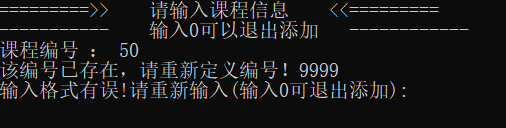 =========>>    请输入课程信息    <<=========
-----------    输入0可以退出添加    ------------
课程编号 : 50
该编号已存在，请重新定义编号！9999
输入格式有误!请重新输入(输入0可退出添加):